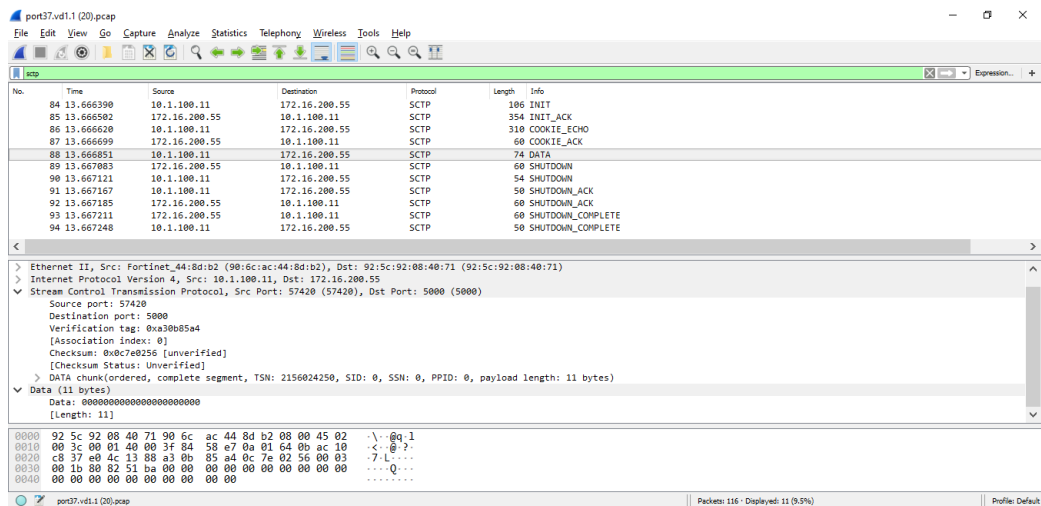 port37.vd1.1 (20).pcap
File Edit View Go Capture Analyze Statistics Telephony Wireless Tools Help
sctp
Expression... +
No. Time Source Destination Protocol Length Info
84 13.666390 10.1.100.11 172.16.200.55 SCTP 106 INIT
85 13.666502 172.16.200.55 10.1.100.11 SCTP 354 INIT_ACK
86 13.666620 10.1.100.11 172.16.200.55 SCTP 310 COOKIE_ECHO
87 13.666699 172.16.200.55 10.1.100.11 SCTP 60 COOKIE_ACK
88 13.666851 10.1.100.11 172.16.200.55 SCTP 74 DATA
89 13.667083 172.16.200.55 10.1.100.11 SCTP 60 SHUTDOWN
90 13.667121 10.1.100.11 172.16.200.55 SCTP 54 SHUTDOWN
91 13.667167 10.1.100.11 172.16.200.55 SCTP 50 SHUTDOWN_ACK
92 13.667185 172.16.200.55 10.1.100.11 SCTP 60 SHUTDOWN_ACK
93 13.667211 172.16.200.55 10.1.100.11 SCTP 60 SHUTDOWN_COMPLETE
94 13.667248 10.1.100.11 172.16.200.55 SCTP 50 SHUTDOWN_COMPLETE
> Ethernet II, Src: Fortinet_44:8d:b2 (90:6c:ac:44:8d:b2), Dst: 92:5c:92:08:40:71 (92:5c:92:08:40:71)
> Internet Protocol Version 4, Src: 10.1.100.11, Dst: 172.16.200.55
Stream Control Transmission Protocol, Src Port: 57420 (57420), Dst Port: 5000 (5000)
Source port: 57420
Destination port: 5000
Verification tag: 0xa30b85a4
[Association index: 0]
Checksum: 0x0c7e0256 [unverified]
[Checksum Status: Unverified]
> DATA chunk(ordered, complete segment, TSN: 2156024250, SID: 0, SSN: 0, PPID: 0, payload length: 11 bytes)
Data (11 bytes)
Data: 0000000000000000000000
[Length: 11]
0000 92 5c 92 08 40 71 90 6c ac 44 8d b2 08 00 45 02 ·\··@q·l
0010 00 3c 00 01 40 00 3f 84 58 e7 0a 01 64 0b ac 10 ·<··@·?·
0020 c8 37 e0 4c 13 88 a3 0b 85 a4 0c 7e 02 56 00 03 ·7·L····
0030 00 1b 80 82 51 ba 00 00 00 00 00 00 00 00 00 00 ····Q···
0040 00 00 00 00 00 00 00 00 00 00 ········
port37.vd1.1 (20).pcap Packets: 116 · Displayed: 11 (9.5%) Profile: Default